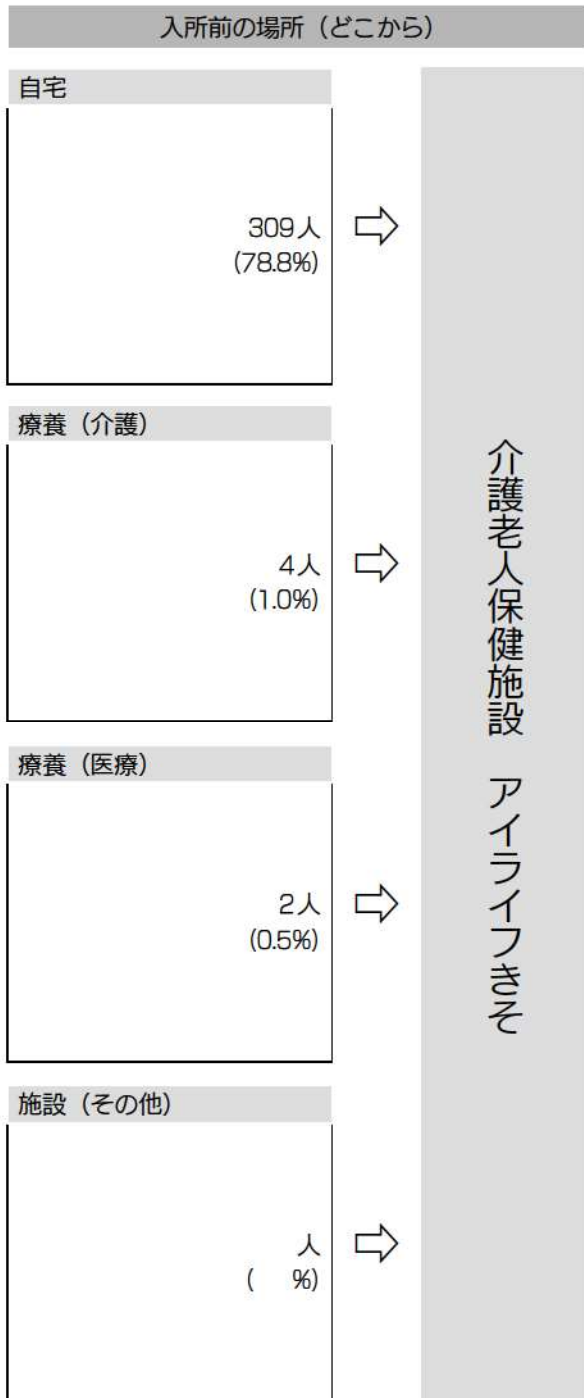 入所前の場所（どこから）
自宅
309人
(78.8%)
療養（介護）
4人
(1.0%)
療養（医療）
2人
(0.5%)
施設（その他）
人
(　%)
介護老人保健施設　アイライフきそ